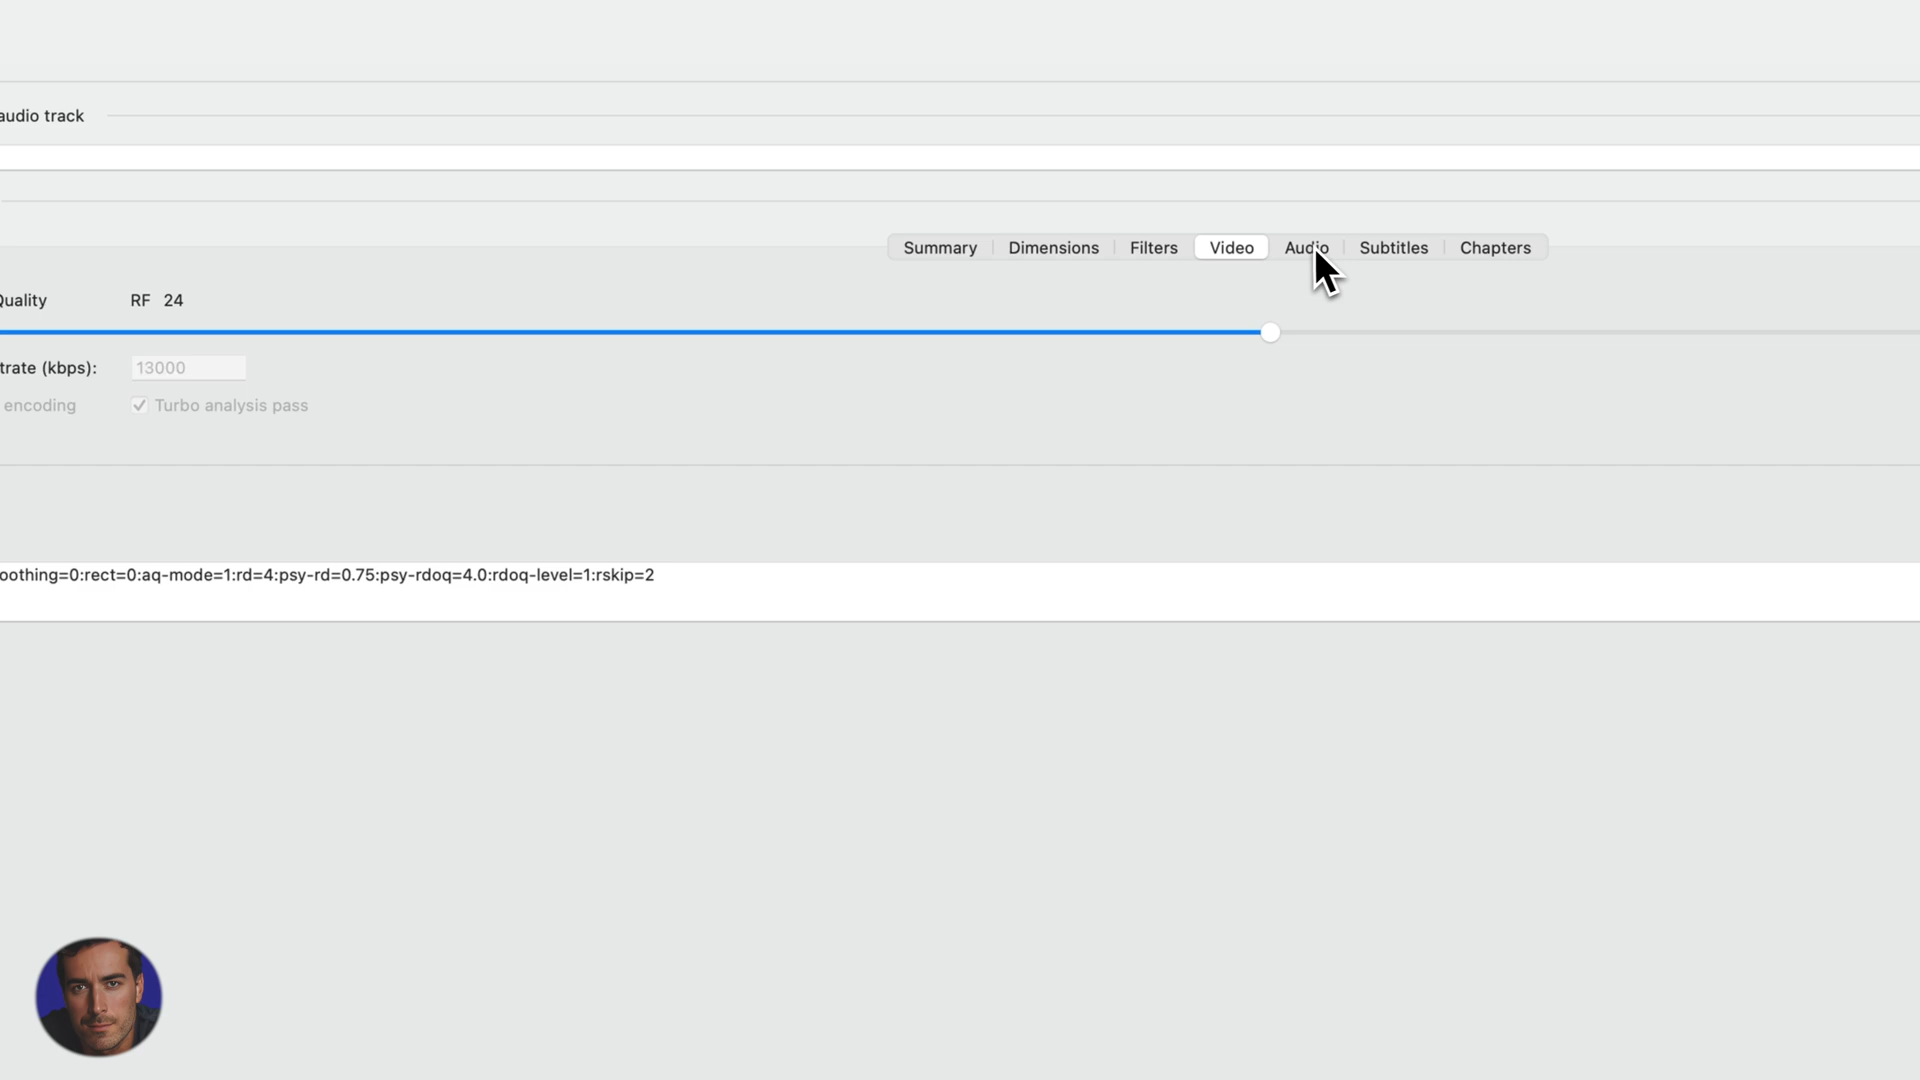 audio track
Summary Dimensions Filters Video Audio Subtitles Chapters
Quality RF 24
trate (kbps): 13000
encoding Turbo analysis pass
oothing=0:rect=0:aq-mode=1:rd=4:psy-rd=0.75:psy-rdoq=4.0:rdoq-level=1:rskip=2